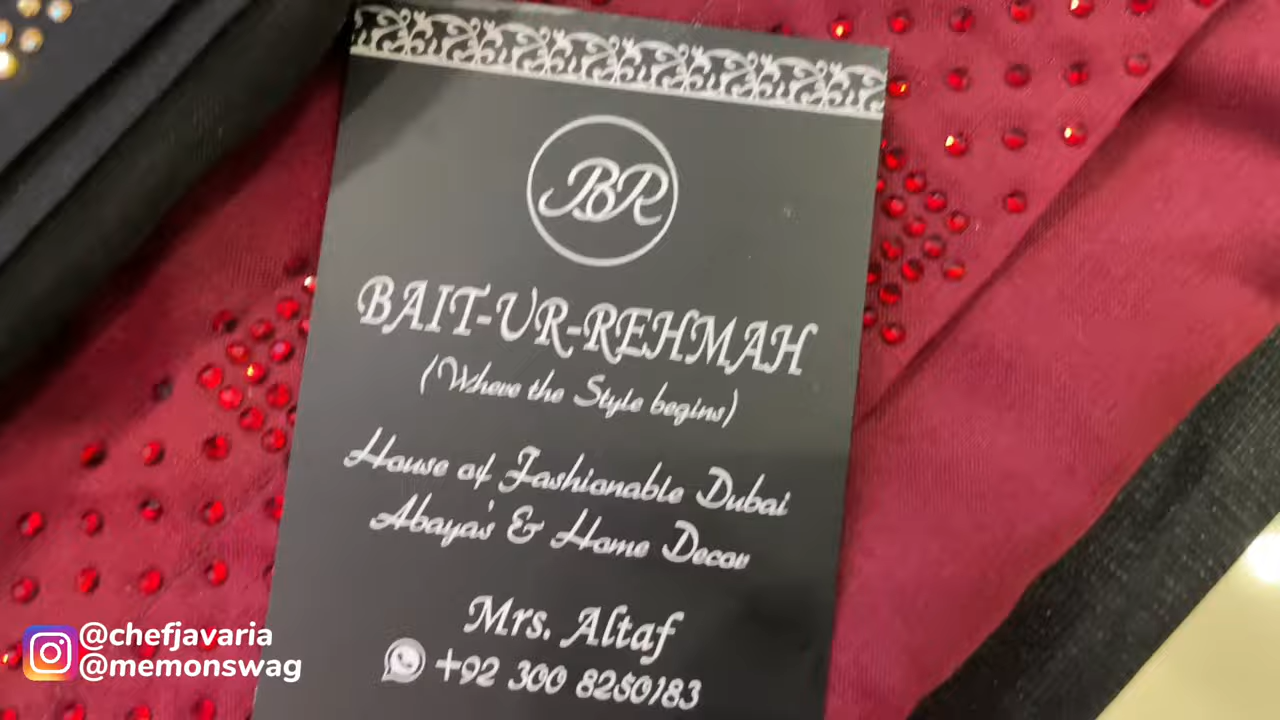 BR
BAIT-UR-REHMAH
(Where the Style begins)
House of Fashionable Dubai
Abaya's & Home Decor
Mrs. Altaf
+92 300 8250183
@chefjavaria
@memonswag